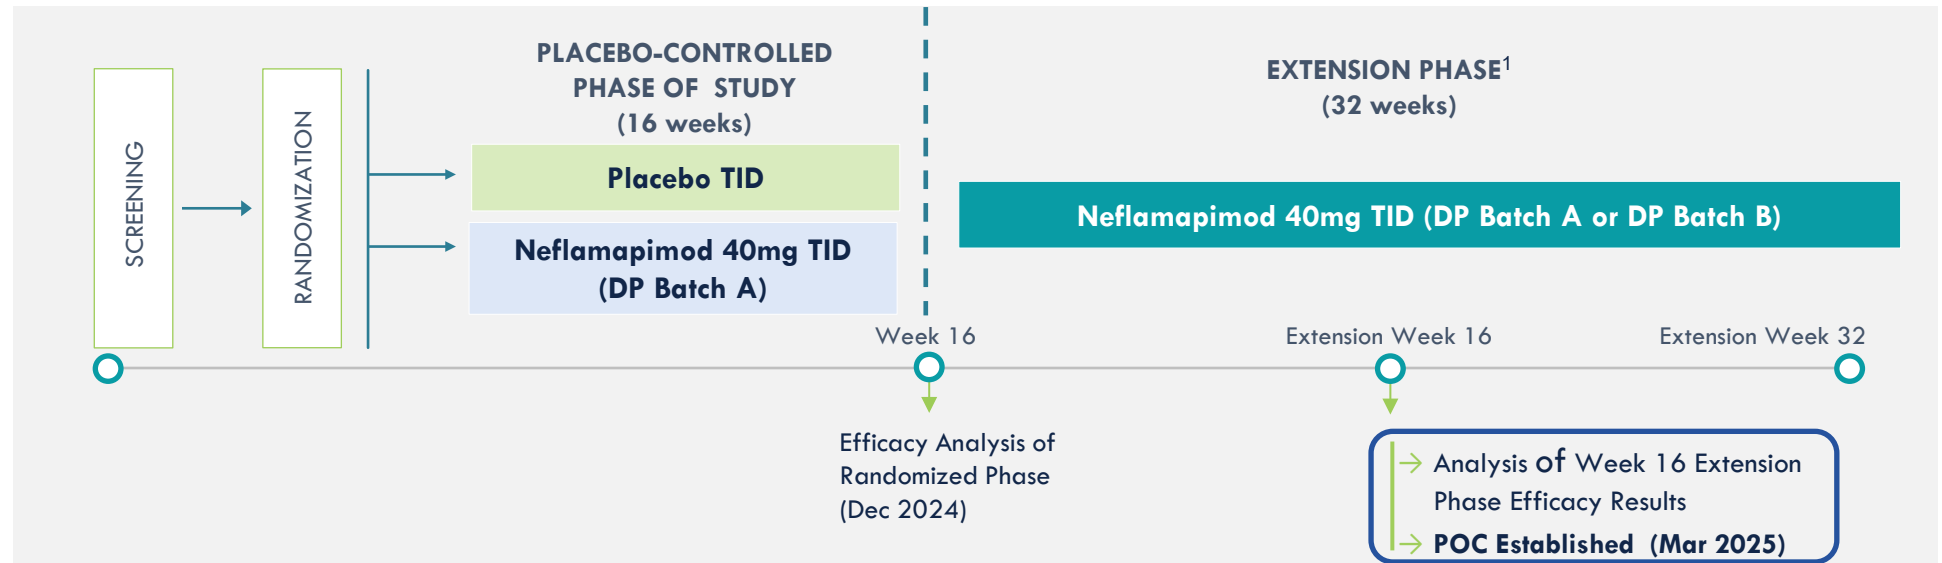 SCREENING
RANDOMIZATION
PLACEBO-CONTROLLED
PHASE OF STUDY
(16 weeks)
Placebo TID
Neflamapimod 40mg TID
(DP Batch A)
EXTENSION PHASE¹
(32 weeks)
Neflamapimod 40mg TID (DP Batch A or DP Batch B)
Week 16
Extension Week 16
Extension Week 32
Efficacy Analysis of
Randomized Phase
(Dec 2024)
Analysis of Week 16 Extension
Phase Efficacy Results
POC Established (Mar 2025)